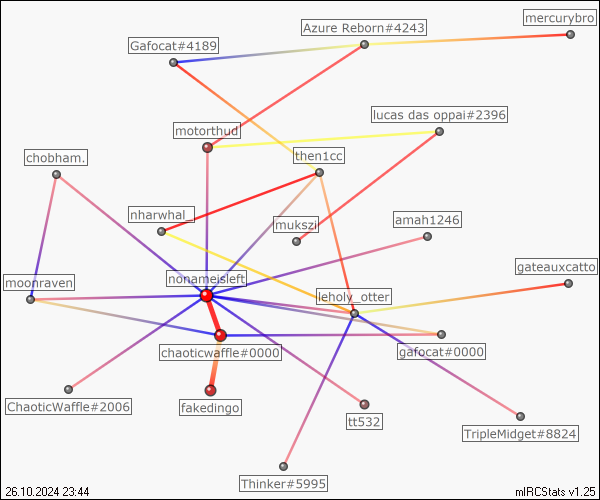 mercurybro
Azure Reborn#4243
Gafocat#4189
lucas das oppai#2396
motorthud
then1cc
chobham.
nharwhal_
mukszi
amah1246
gateauxcatto
nonameisleft
moonraven
leholy_otter
chaoticwaffle#0000
gafocat#0000
ChaoticWaffle#2006
fakedingo
tt532
TripleMidget#8824
Thinker#5995
26.10.2024 23:44
mIRCStats v1.25